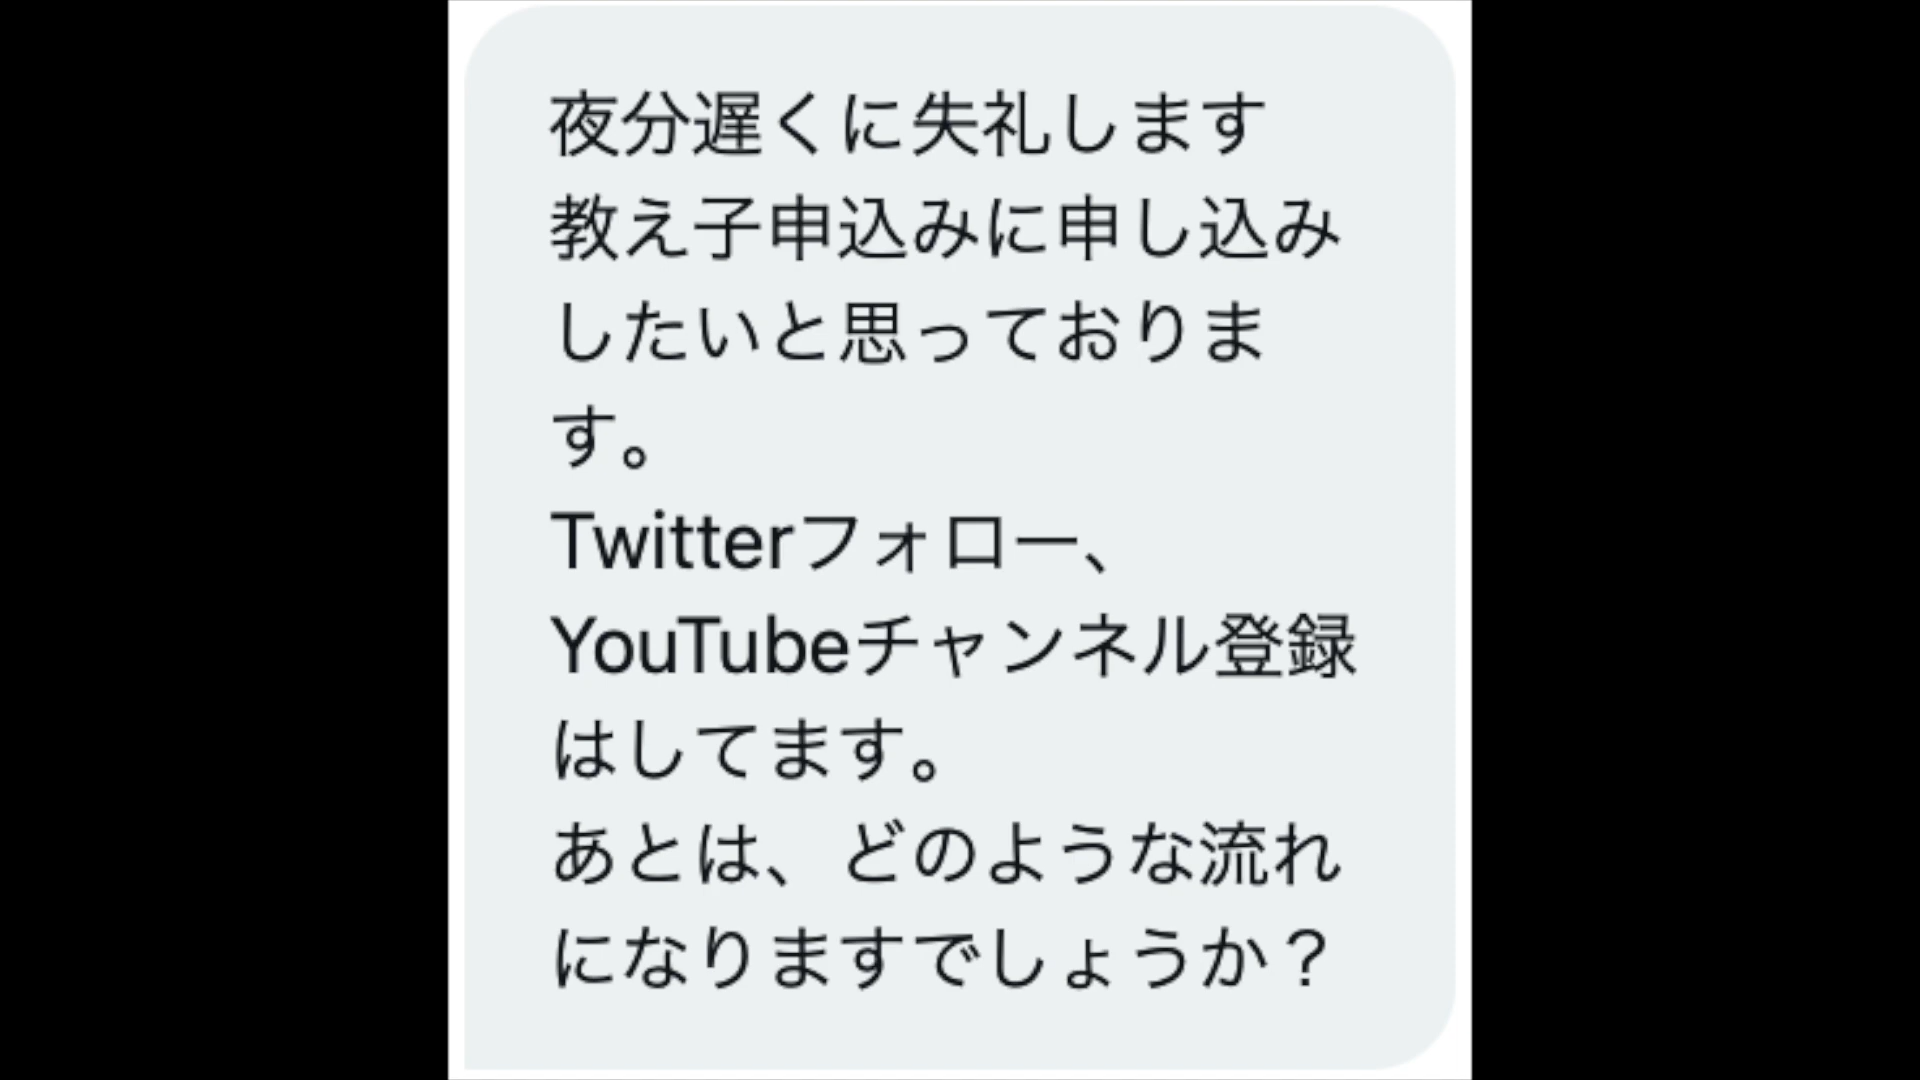 夜分遅くに失礼します
教え子申込みに申し込み
したいと思っておりま
す。
Twitterフォロー、
YouTubeチャンネル登録
はしてます。
あとは、どのような流れ
になりますでしょうか？